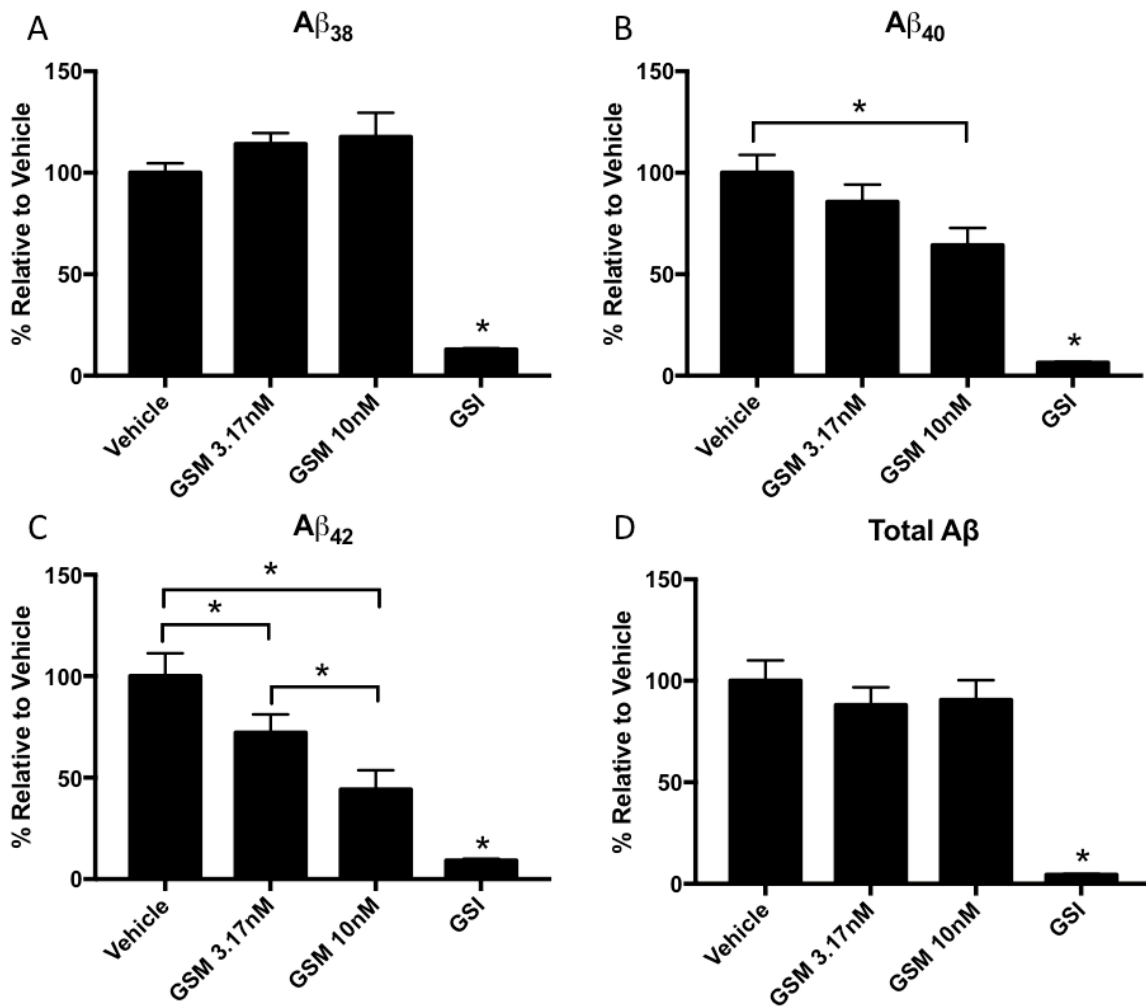 A
Aβ38
% Relative to Vehicle
150
100
50
0
*
Vehicle
GSM 3.17nM
GSM 10nM
GSI
B
Aβ40
% Relative to Vehicle
150
100
50
0
*
*
Vehicle
GSM 3.17nM
GSM 10nM
GSI
C
Aβ42
% Relative to Vehicle
150
100
50
0
*
*
*
*
Vehicle
GSM 3.17nM
GSM 10nM
GSI
D
Total Aβ
% Relative to Vehicle
150
100
50
0
*
Vehicle
GSM 3.17nM
GSM 10nM
GSI